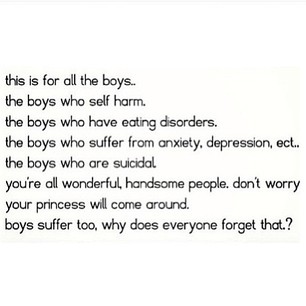 this is for all the boys..
the boys who self harm.
the boys who have eating disorders.
the boys who suffer from anxiety, depression, ect..
the boys who are suicidal.
you're all wonderful, handsome people. don't worry
your princess will come around.
boys suffer too, why does everyone forget that.?